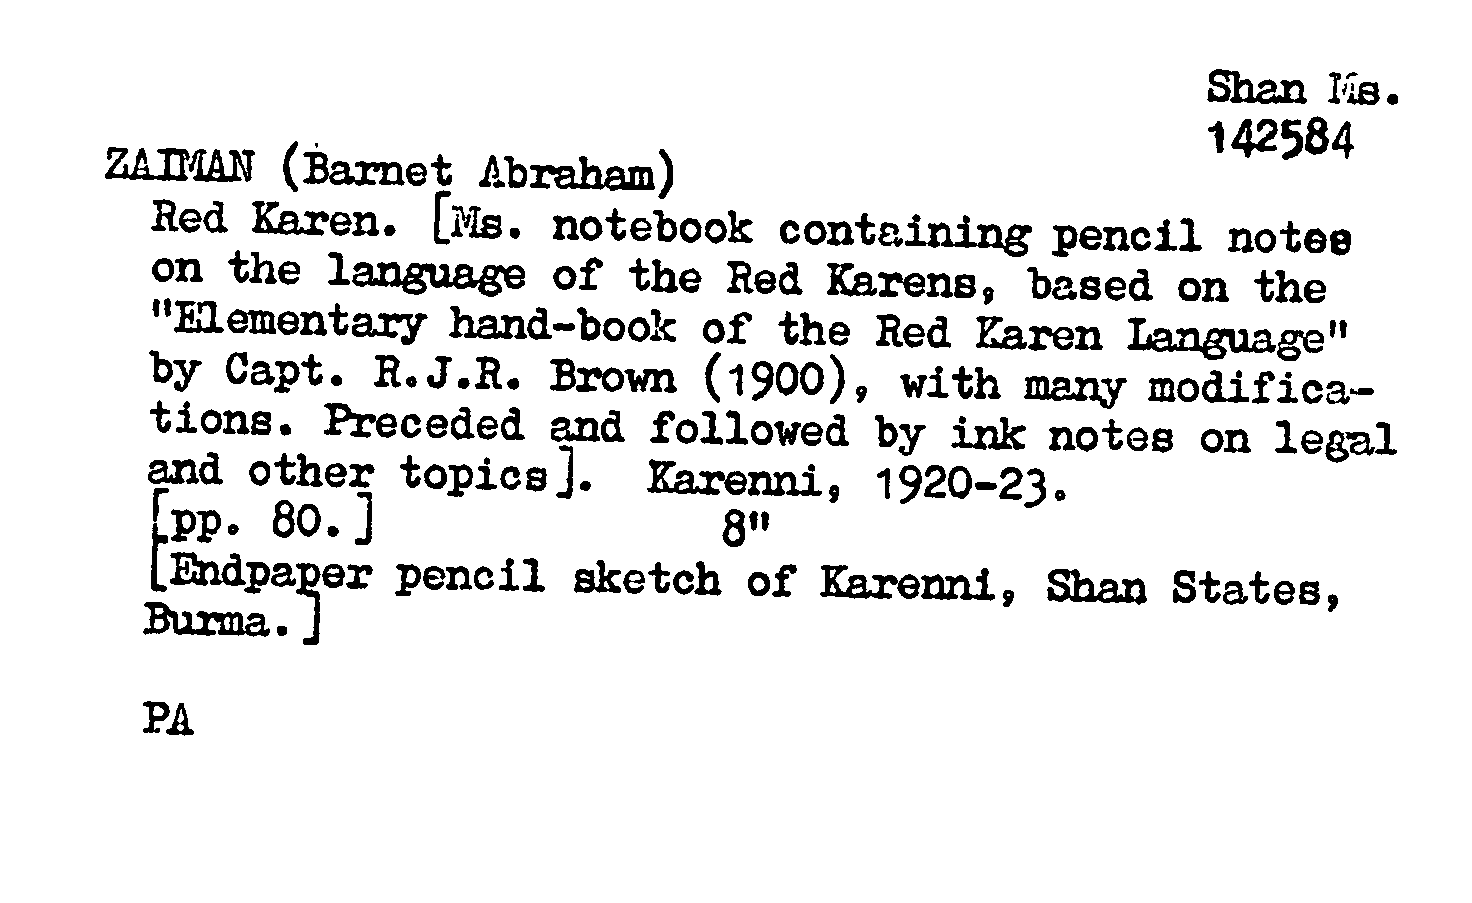 Shan Ms.
142584
ZAIMAN (Barnet Abraham)
Red Karen. [Ms. notebook containing pencil notes
on the language of the Red Karens, based on the
"Elementary hand-book of the Red Karen Language"
by Capt. R.J.R. Brown (1900), with many modifica-
tions. Preceded and followed by ink notes on legal
and other topics]. Karenni, 1920-23.
[pp. 80.] 8"
[Endpaper pencil sketch of Karenni, Shan States,
Burma.]
PA